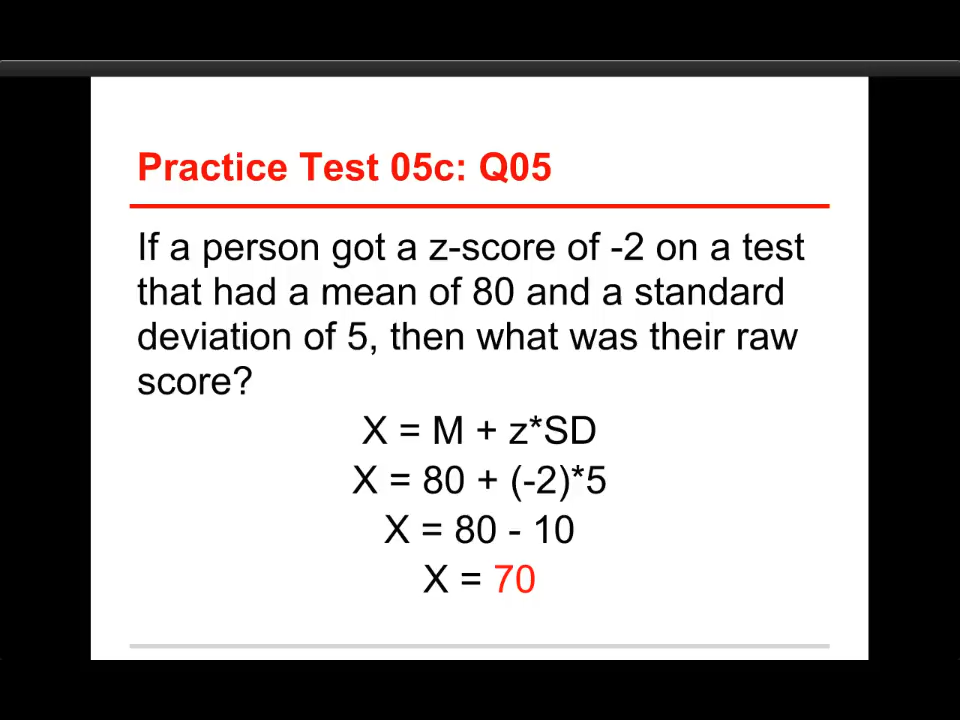 Practice Test 05c: Q05
If a person got a z-score of -2 on a test
that had a mean of 80 and a standard
deviation of 5, then what was their raw
score?
X = M + z*SD
X = 80 + (-2)*5
X = 80 - 10
X = 70